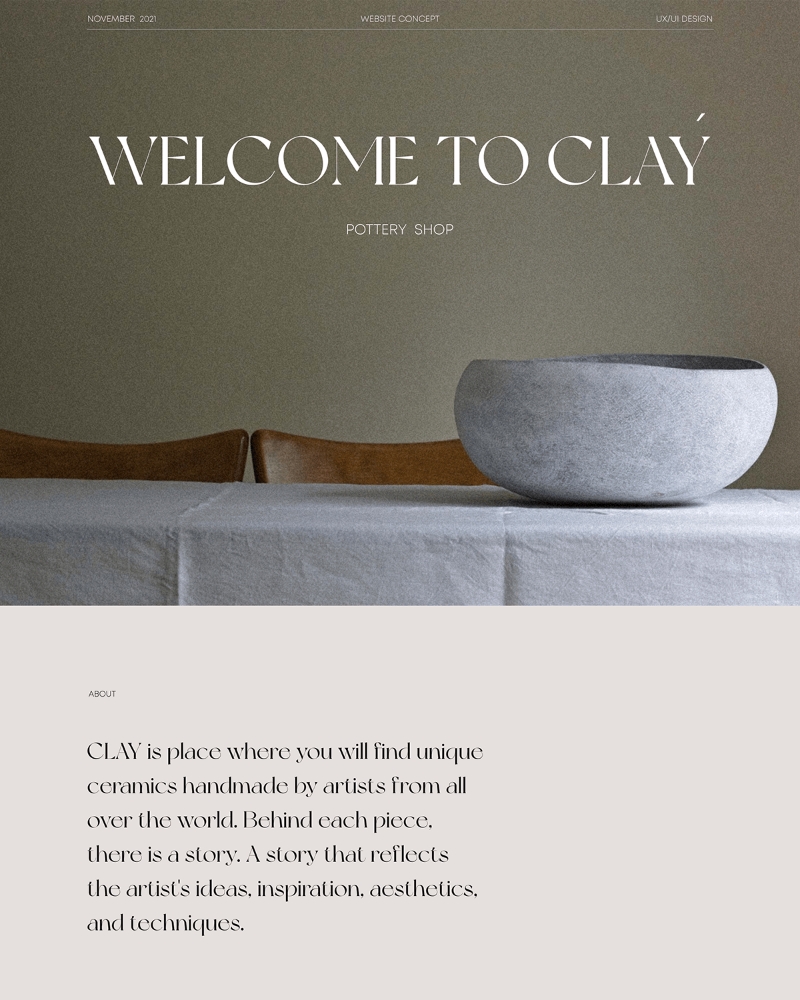 NOVEMBER 2021 WEBSITE CONCEPT UX/UI DESIGN
WELCOME TO CLAÝ
POTTERY SHOP
ABOUT
CLAY is place where you will find unique
ceramics handmade by artists from all
over the world. Behind each piece,
there is a story. A story that reflects
the artist's ideas, inspiration, aesthetics,
and techniques.